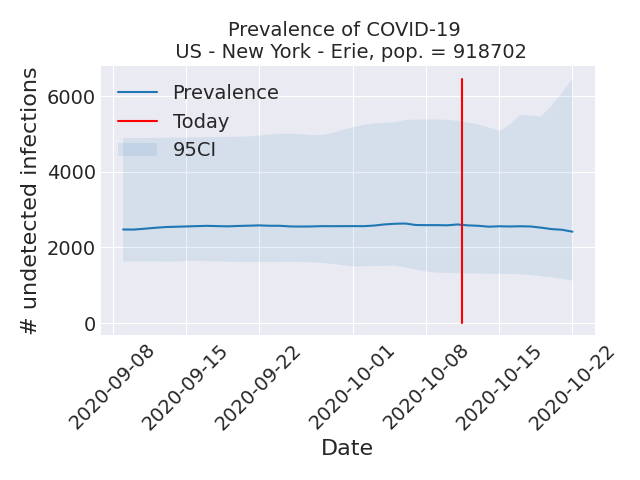 Prevalence of COVID-19
US - New York - Erie, pop. = 918702
# undetected infections
6000
4000
2000
0
Prevalence
Today
95CI
2020-09-08
2020-09-15
2020-09-22
2020-10-01
2020-10-08
2020-10-15
2020-10-22
Date